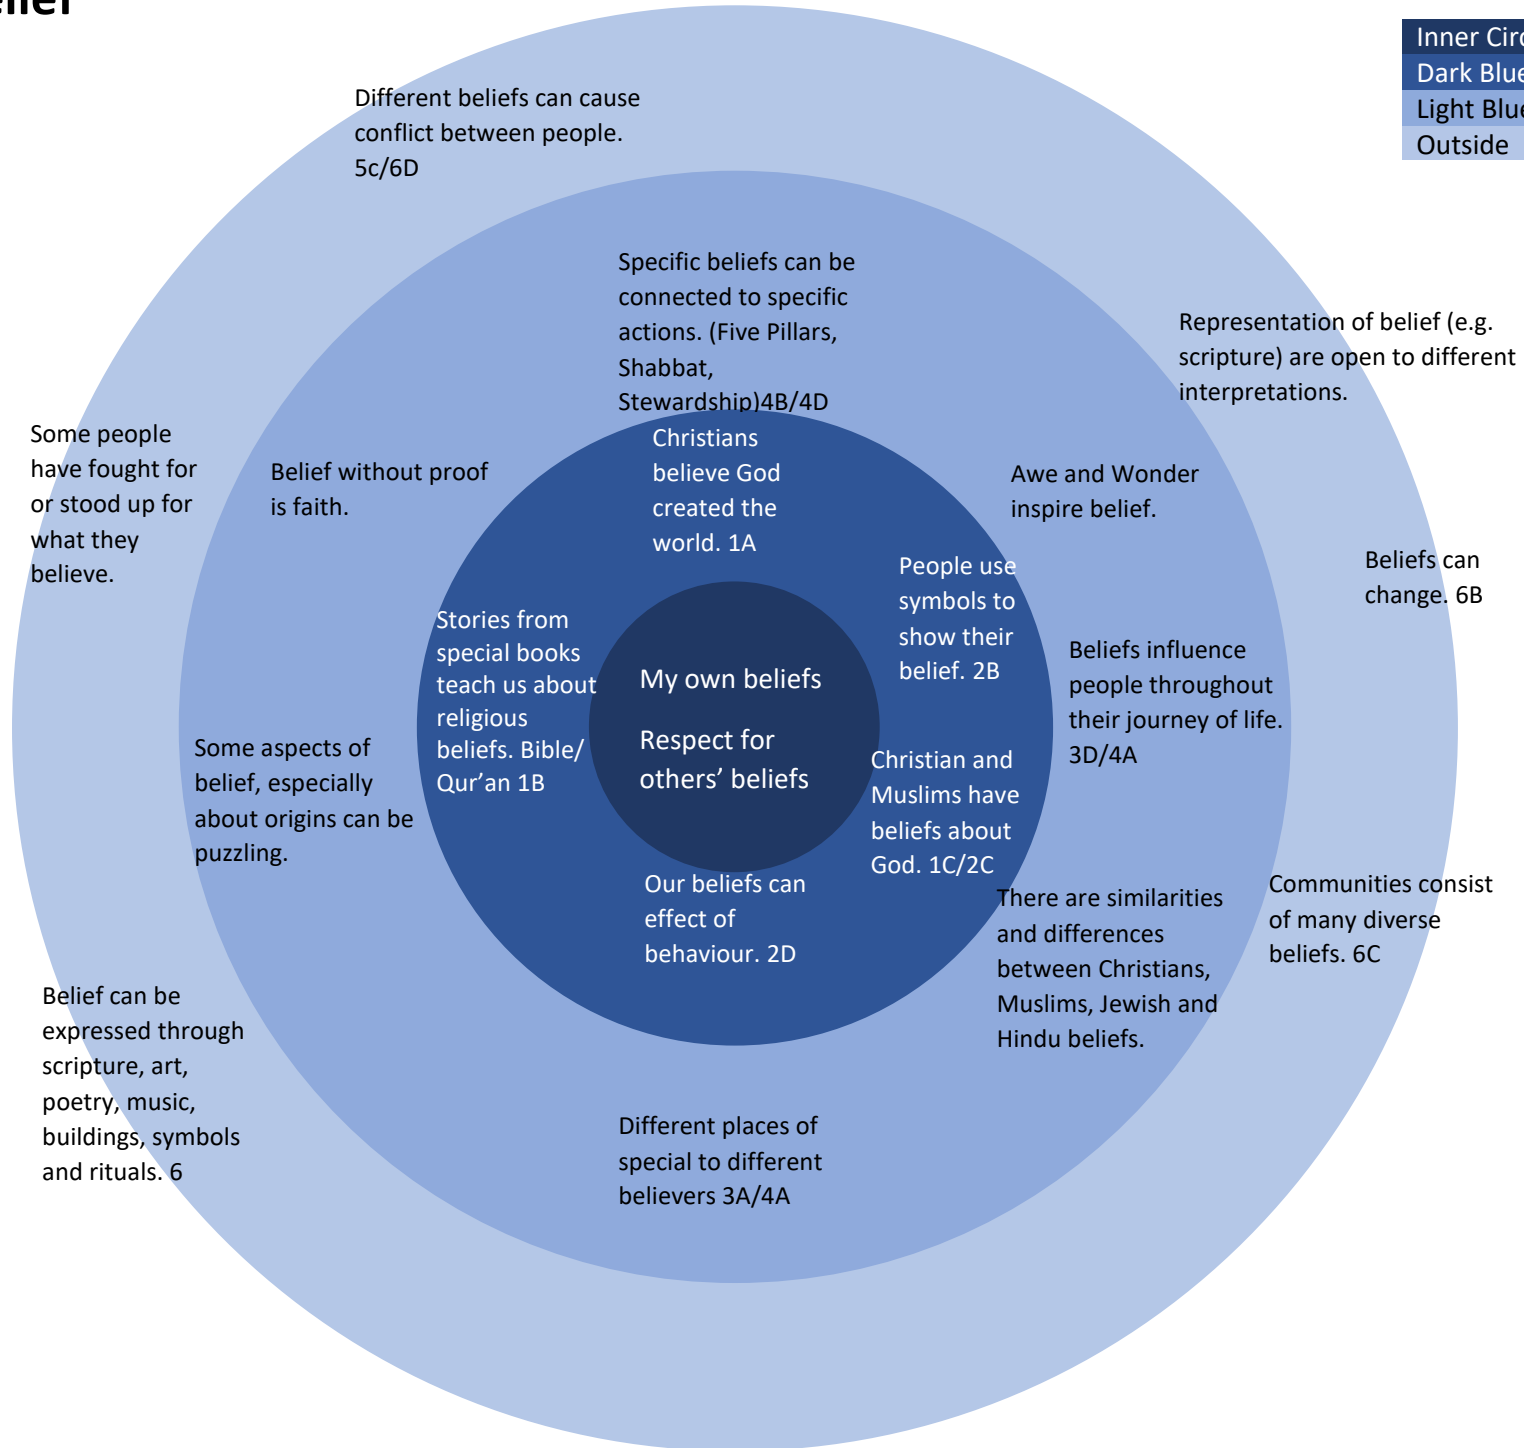 Inner
Dark Blue
Light Blue
Outside
Different beliefs can cause
conflict between people.
5c/6D
Specific beliefs can be
connected to specific
actions. (Five Pillars,
Shabbat,
Stewardship)4B/4D
Representation of belief (e.g.
scripture) are open to different
interpretations.
Some people
have fought for
or stood up for
what they
believe.
Belief without proof
is faith.
Christians
believe God
created the
world. 1A
Awe and Wonder
inspire belief.
Beliefs can
change. 6B
People use
symbols to
show their
belief. 2B
Stories from
special books
teach us about
religious
beliefs. Bible/
Qur’an 1B
My own beliefs
Respect for
others’ beliefs
Beliefs influence
people throughout
their journey of life.
3D/4A
Some aspects of
belief, especially
about origins can be
puzzling.
Christian and
Muslims have
beliefs about
God. 1C/2C
Our beliefs can
effect of
behaviour. 2D
There are similarities
and differences
between Christians,
Muslims, Jewish and
Hindu beliefs.
Communities consist
of many diverse
beliefs. 6C
Belief can be
expressed through
scripture, art,
poetry, music,
buildings, symbols
and rituals. 6
Different places of
special to different
believers 3A/4A